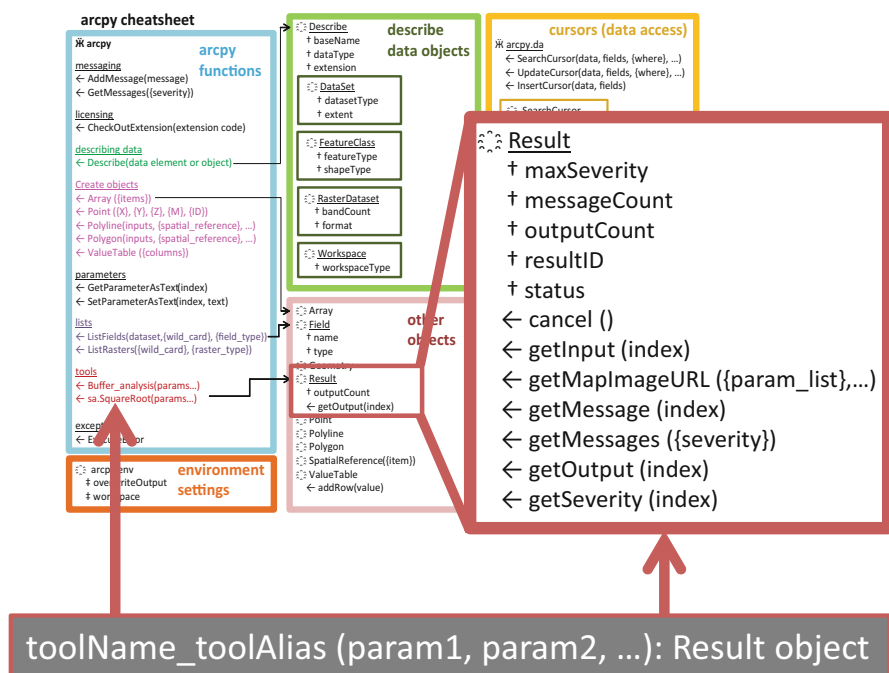 arcpy cheatsheet
Ӝ arcpy
arcpy
functions
messaging
← AddMessage(message)
← GetMessages({severity})
licensing
← CheckOutExtension(extension code)
describing data
← Describe(data element or object)
Create objects
← Array ({items})
← Point ({X}, {Y}, {Z}, {M}, {ID})
← Polyline(inputs, {spatial_reference}, …)
← Polygon(inputs, {spatial_reference}, …)
← ValueTable ({columns})
parameters
← GetParameterAsText(index)
← SetParameterAsText(index, text)
lists
← ListFields(dataset,{wild_card}, {field_type})
← ListRasters({wild_card}, {raster_type})
tools
← Buffer_analysis(params…)
← sa.SquareRoot(params…)
environment
settings
‡ workspace
Describe
† baseName
† dataType
† extension
describe
data objects
DataSet
† datasetType
† extent
FeatureClass
† featureType
† shapeType
RasterDataset
† bandCount
† format
Workspace
† workspaceType
Array
Field
† name
† type
other
objects
Geometry
Result
† outputCount
← getOutput(index)
Point
Polyline
Polygon
SpatialReference({item})
ValueTable
← addRow(value)
cursors (data access)
Ӝ arcpy.da
← SearchCursor(data, fields, {where}, …)
← UpdateCursor(data, fields, {where}, …)
← InsertCursor(data, fields)
SearchCursor
Result
† maxSeverity
† messageCount
† outputCount
† resultID
† status
← cancel ()
← getInput (index)
← getMapImageURL ({param_list},…)
← getMessage (index)
← getMessages ({severity})
← getOutput (index)
← getSeverity (index)
toolName_toolAlias (param1, param2, …): Result object